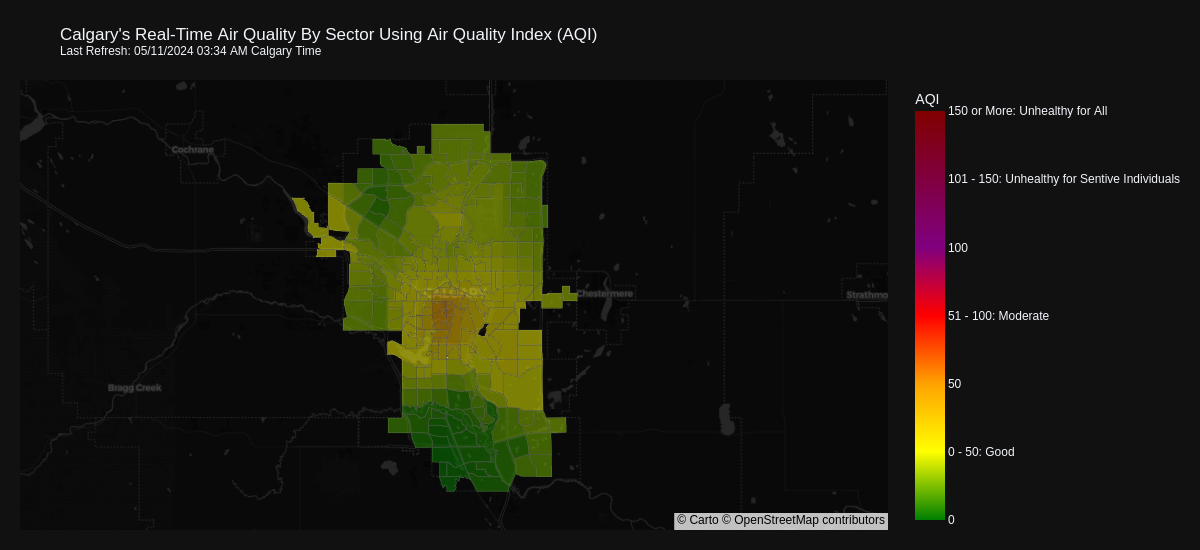 Calgary's Real-Time Air Quality By Sector Using Air Quality Index (AQI)
Last Refresh: 05/11/2024 03:34 AM Calgary Time
AQI
150 or More: Unhealthy for All
Cochrane
101 - 150: Unhealthy for Sentive Individuals
100
Chestermere
Strathmo
51 - 100: Moderate
Bragg Creek
50
0 - 50: Good
© Carto © OpenStreetMap contributors
0